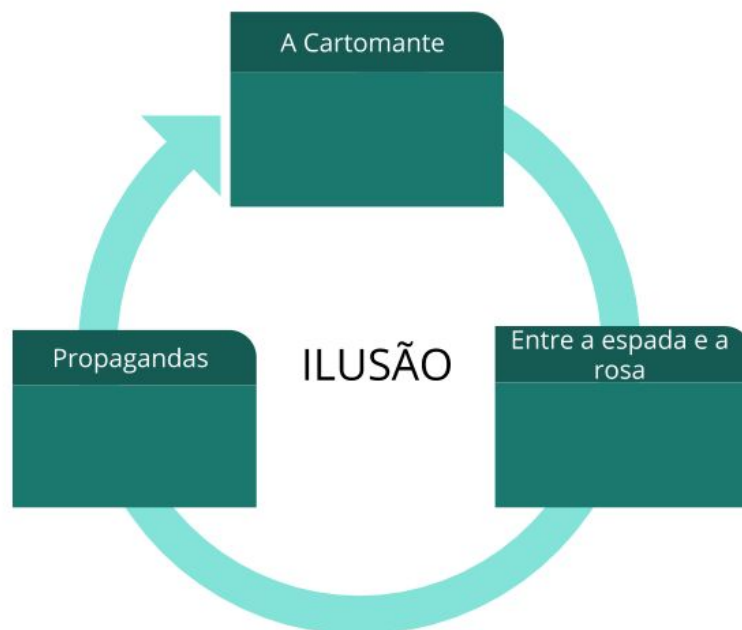 A Cartomante
Entre a espada e a
rosa
Propagandas
ILUSÃO